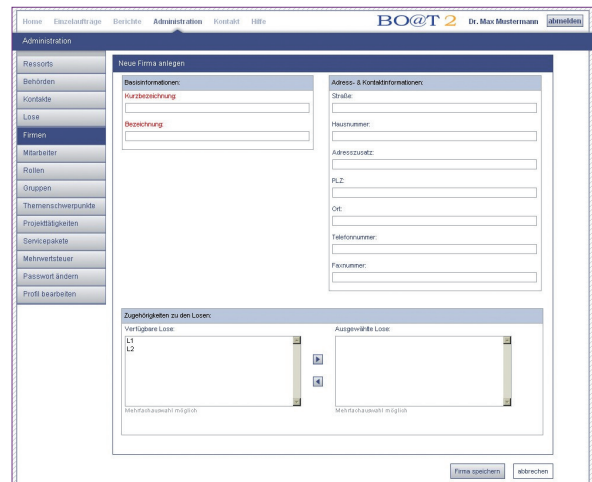 Home Einzelaufträge Berichte Administration Kontakt Hilfe BO@T 2 Dr. Max Mustermann abmelden
Administration
Ressorts
Behörden
Kontakte
Lose
Firmen
Mitarbeiter
Rollen
Gruppen
Themenschwerpunkte
Projekttätigkeiten
Servicepakete
Mehrwertsteuer
Passwort ändern
Profil bearbeiten
Neue Firma anlegen
Basisinformationen:
Kurzbezeichnung:
Bezeichnung:
Adress- & Kontaktinformationen:
Straße:
Hausnummer:
Adresszusatz:
PLZ:
Ort:
Telefonnummer:
Faxnummer:
Zugehörigkeiten zu den Losen:
Verfügbare Lose:
L1
L2
Mehrfachauswahl möglich
Ausgewählte Lose:
Mehrfachauswahl möglich
Firma speichern abbrechen